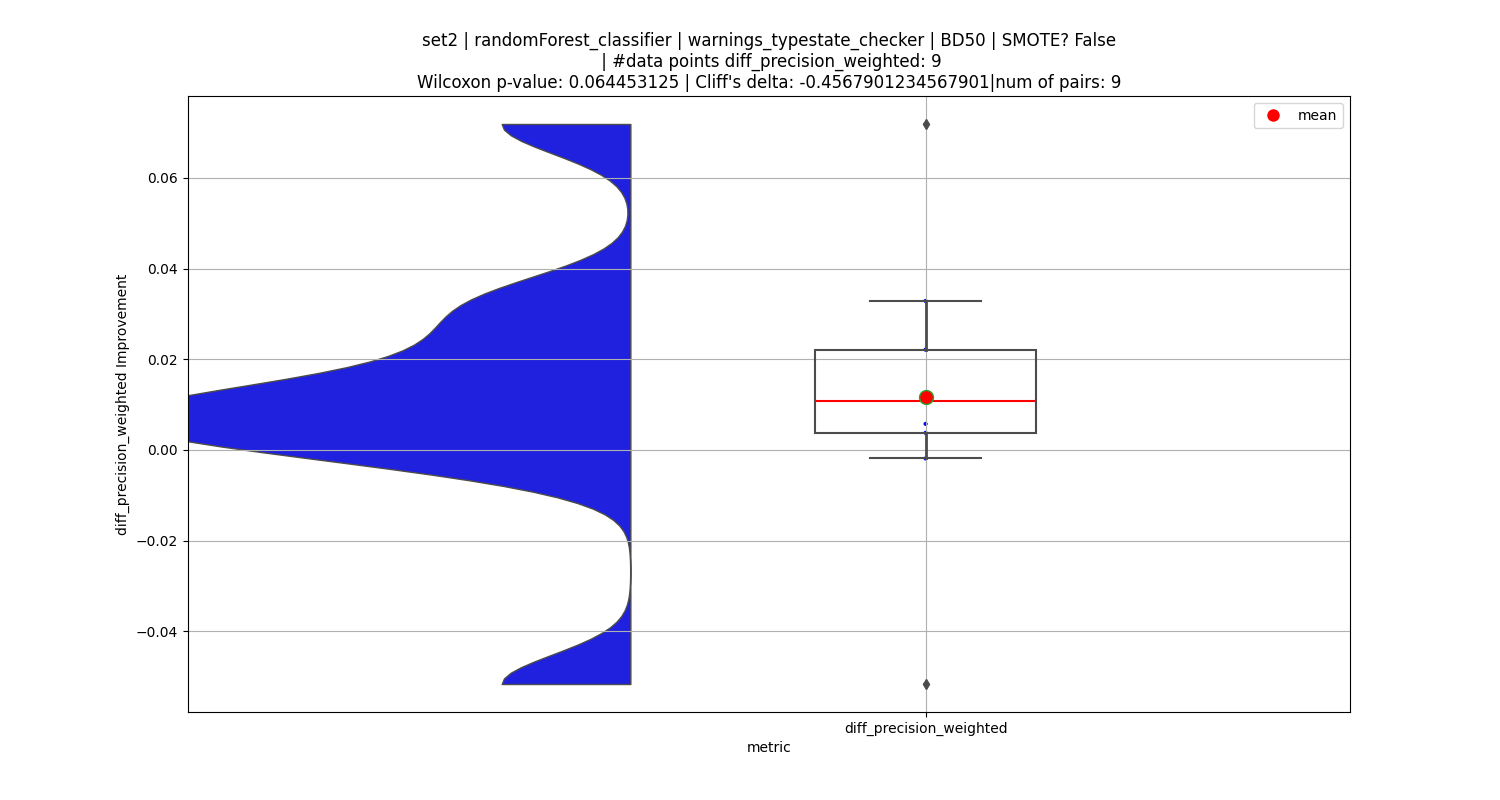 set2 | randomForest_classifier | warnings_typestate_checker | BD50 | SMOTE? False
| #data points diff_precision_weighted: 9
Wilcoxon p-value: 0.064453125 | Cliff's delta: -0.4567901234567901|num of pairs: 9
mean
0.06
0.04
0.02
0.00
−0.02
−0.04
diff_precision_weighted Improvement
diff_precision_weighted
metric